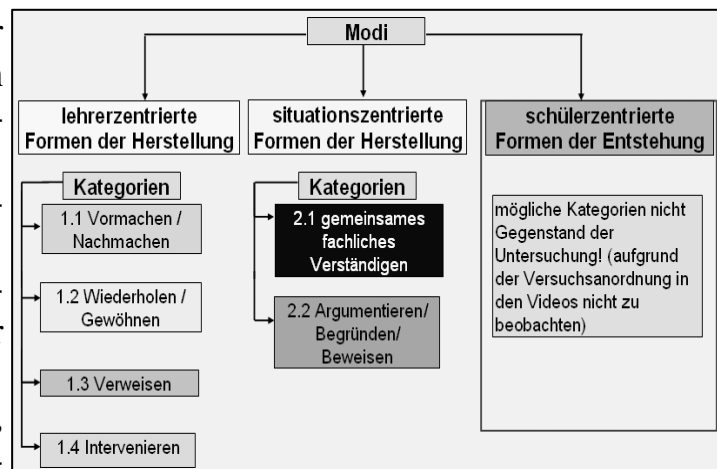 Modi
lehrerzentrierte
Formen der Herstellung
Kategorien
1.1 Vormachen /
Nachmachen
1.2 Wiederholen /
Gewöhnen
1.3 Verweisen
1.4 Intervenieren
situationszentrierte
Formen der Herstellung
Kategorien
2.1 gemeinsames
fachliches
Verständigen
2.2 Argumentieren/
Begründen/
Beweisen
schülerzentrierte
Formen der Entstehung
mögliche Kategorien nicht
Gegenstand der
Untersuchung! (aufgrund
der Versuchsanordnung in
den Videos nicht zu
beobachten)